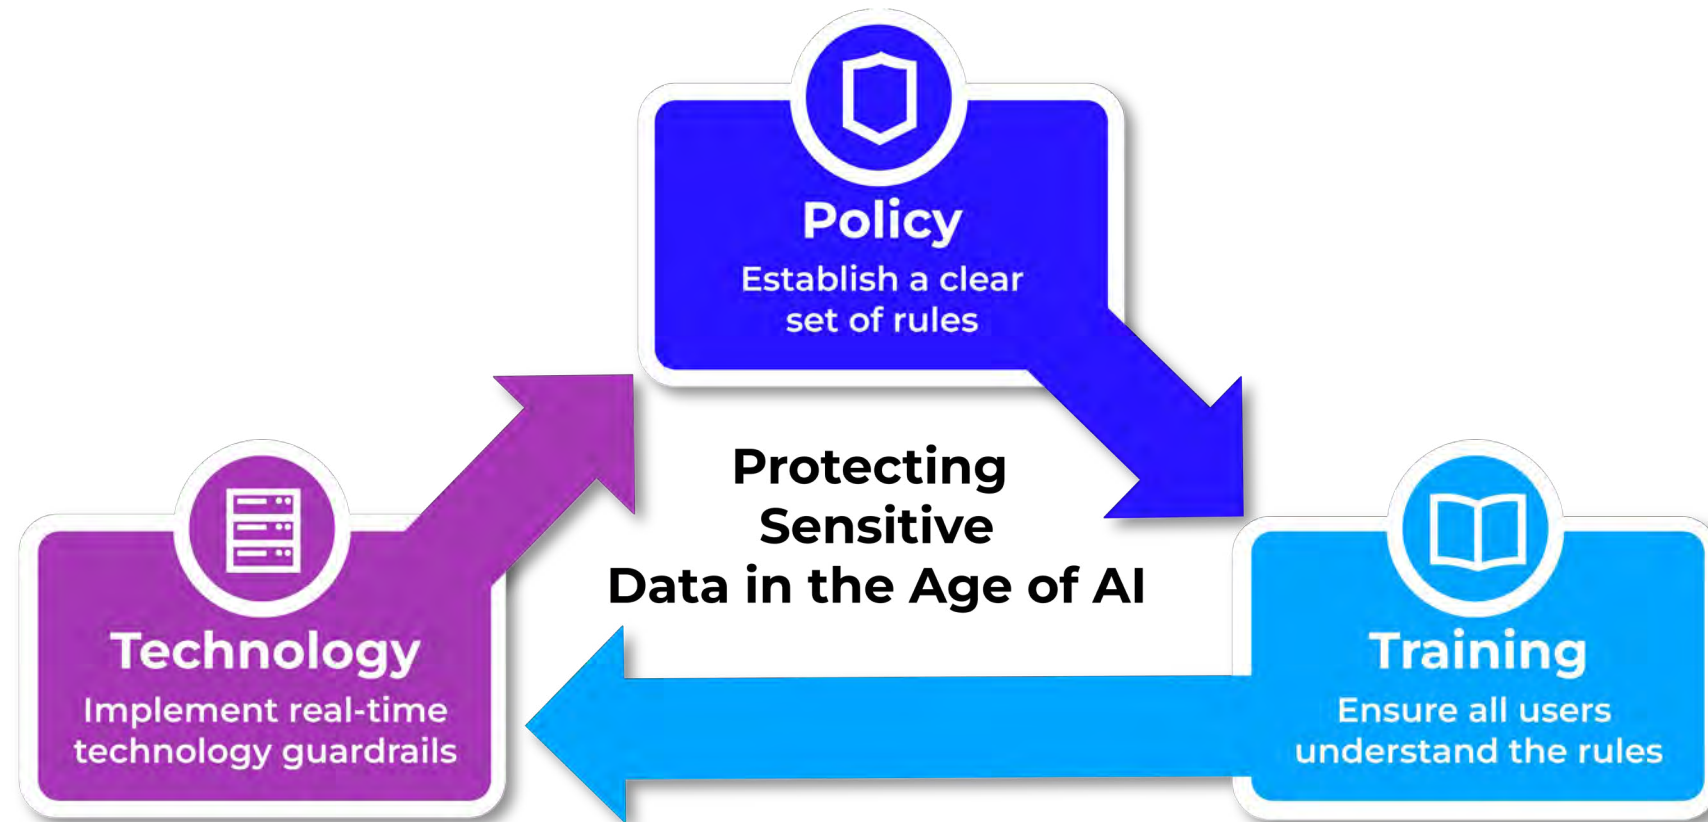 Policy
Establish a clear
set of rules
Protecting
Sensitive
Data in the Age of AI
Technology
Implement real-time
technology guardrails
Training
Ensure all users
understand the rules